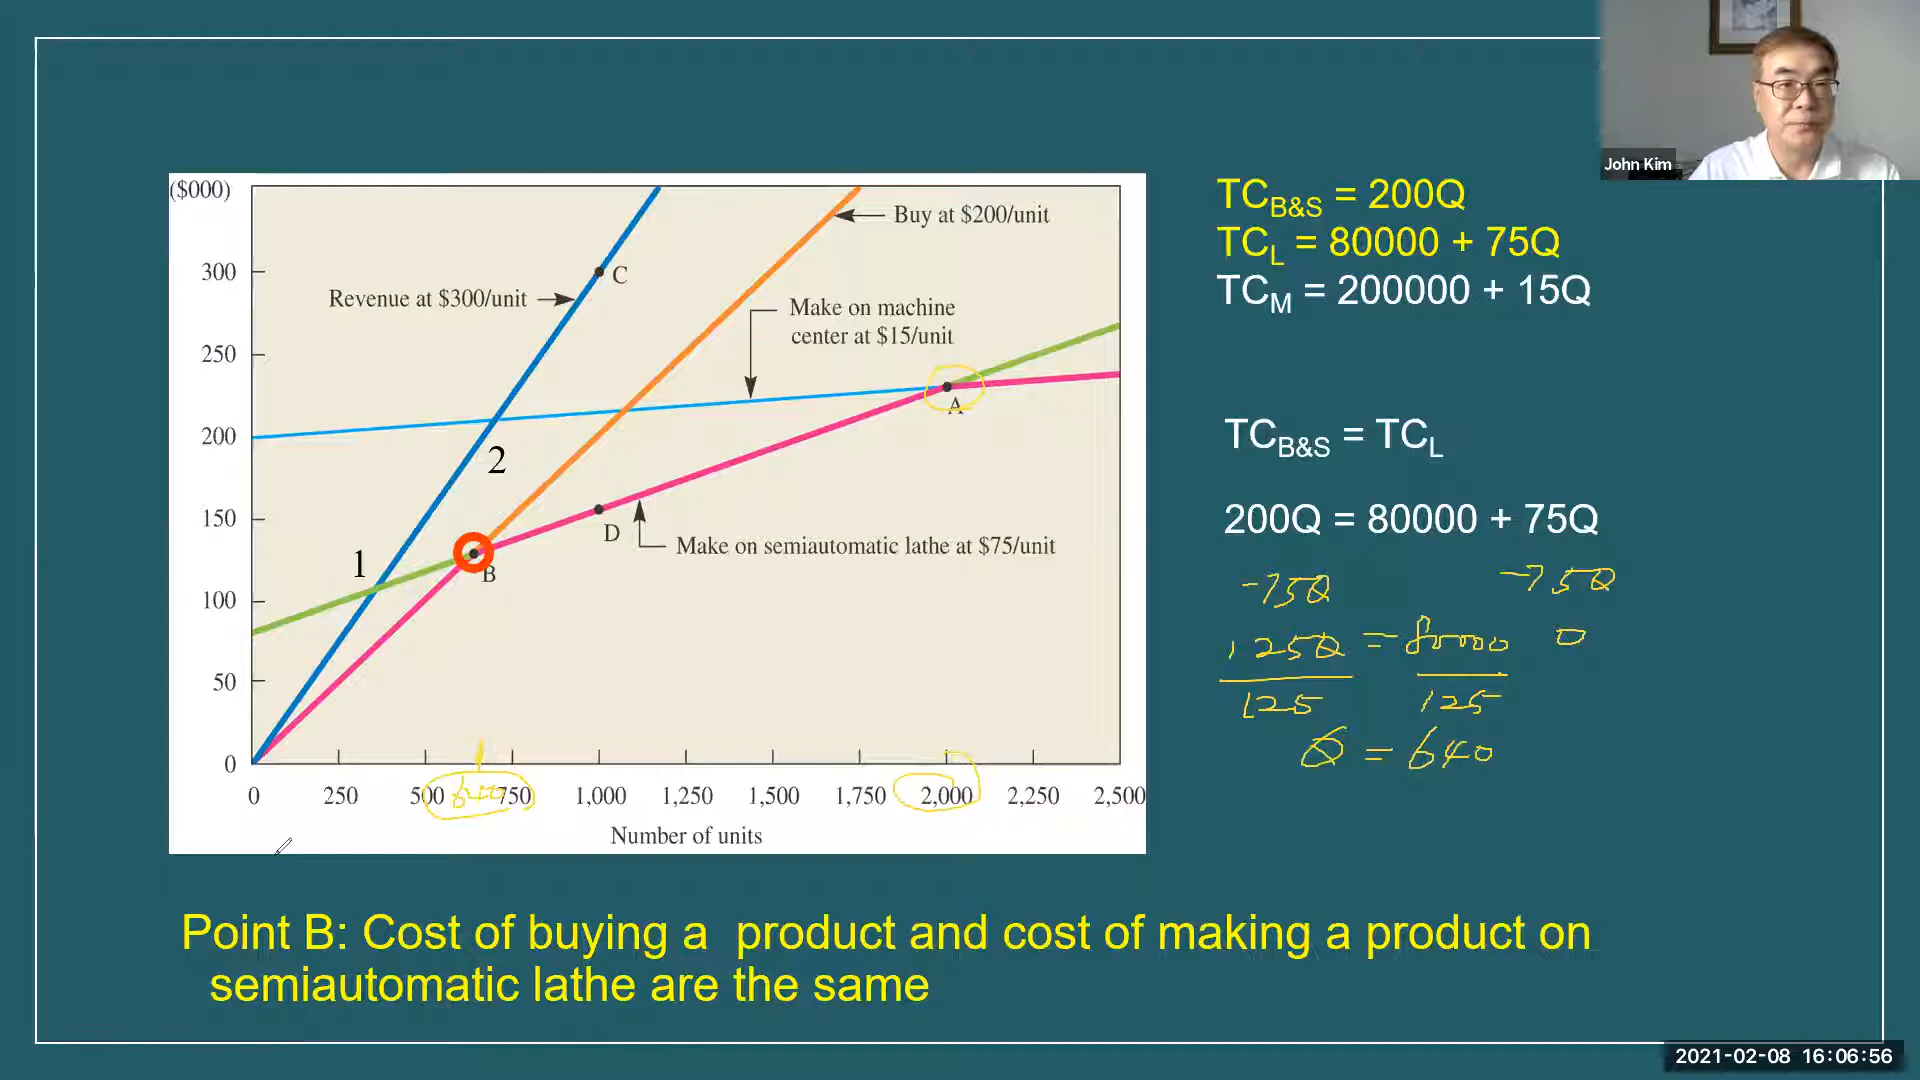 John Kim
($000)
300
250
200
150
100
50
0
0 250 500 750 1,000 1,250 1,500 1,750 2,000 2,250 2,500
640
Number of units
Revenue at $300/unit
Buy at $200/unit
Make on machine
center at $15/unit
Make on semiautomatic lathe at $75/unit
C
A
D
B
1
2
TCB&S = 200Q
TCL = 80000 + 75Q
TCM = 200000 + 15Q
TCB&S = TCL
200Q = 80000 + 75Q
-75Q -75Q
125Q = 80000 0
125 125
Q = 640
Point B: Cost of buying a product and cost of making a product on
semiautomatic lathe are the same
2021-02-08 16:06:56